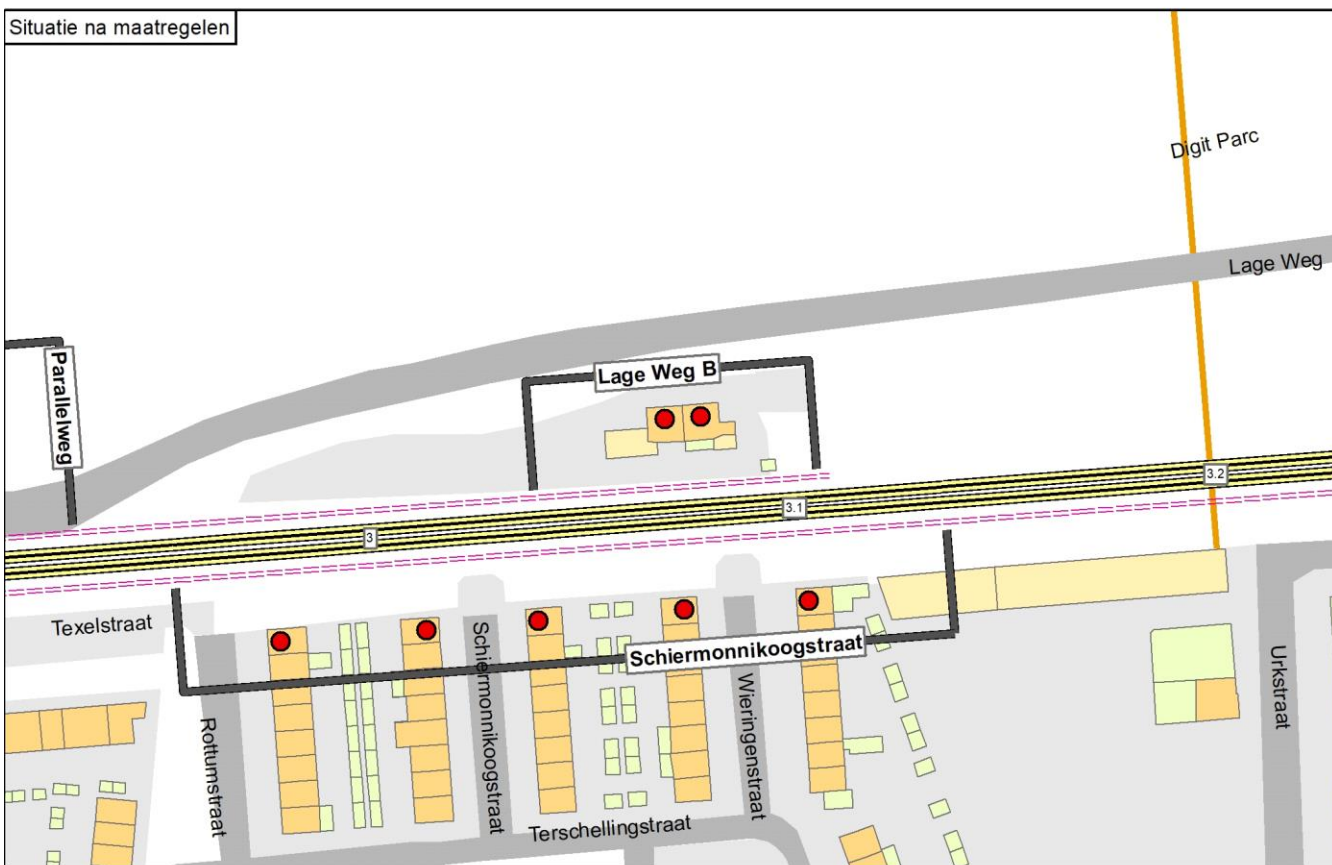 Situatie na maatregelen
Digit Parc
Lage Weg
Parallelweg
Lage Weg B
3.2
3.1
3
Texelstraat
Schiermonnikoogstraat
Schiermonnikoogstraat
Wieringenstraat
Urkstraat
Rottumstraat
Terschellingstraat